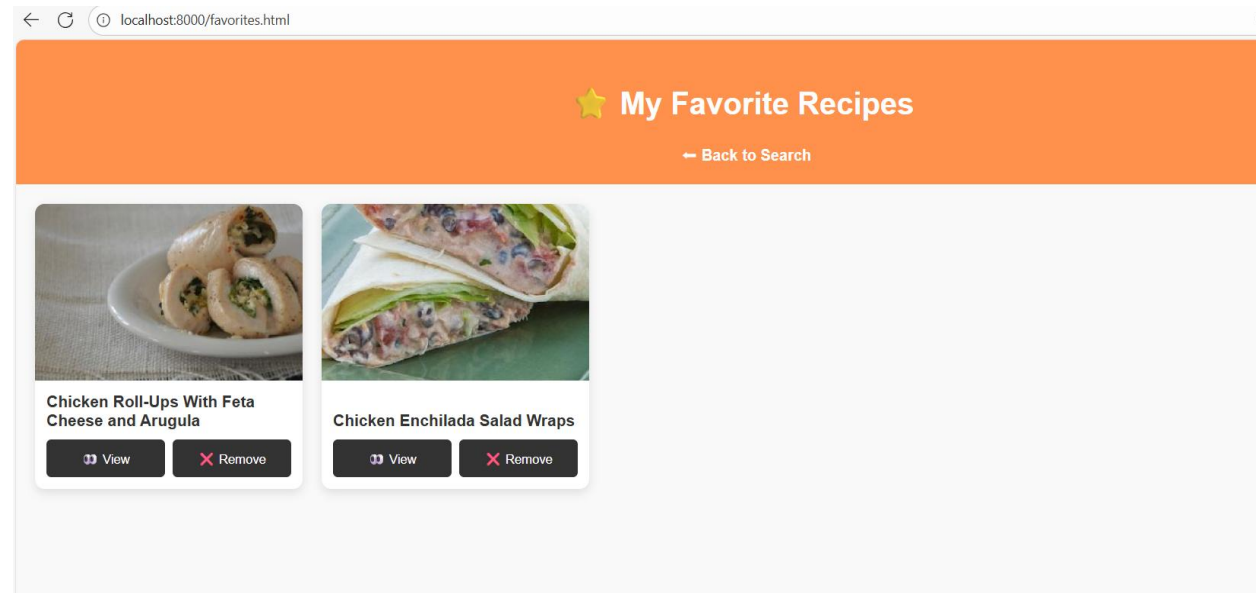 localhost:8000/favorites.html
⭐ My Favorite Recipes
⬅ Back to Search
Chicken Roll-Ups With Feta
Cheese and Arugula
👀 View
❌ Remove
Chicken Enchilada Salad Wraps
👀 View
❌ Remove